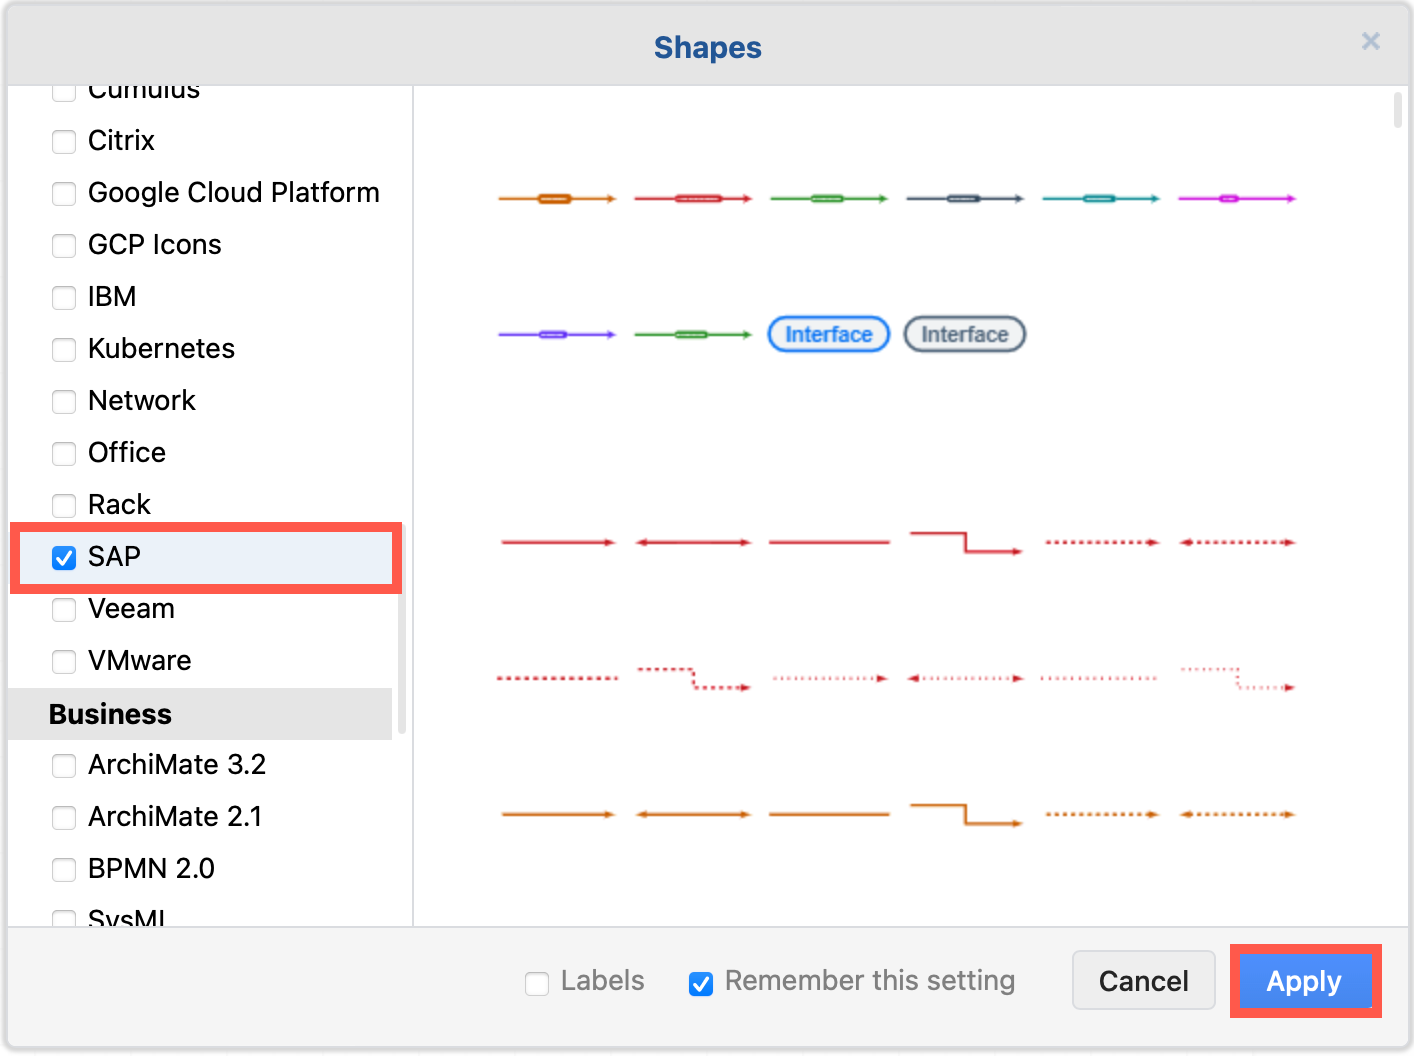 Shapes
Cumulus
Citrix
Google Cloud Platform
GCP Icons
IBM
Kubernetes
Network
Office
Rack
SAP
Veeam
VMware
Business
ArchiMate 3.2
ArchiMate 2.1
BPMN 2.0
SysML
Interface Interface
Labels Remember this setting Cancel Apply